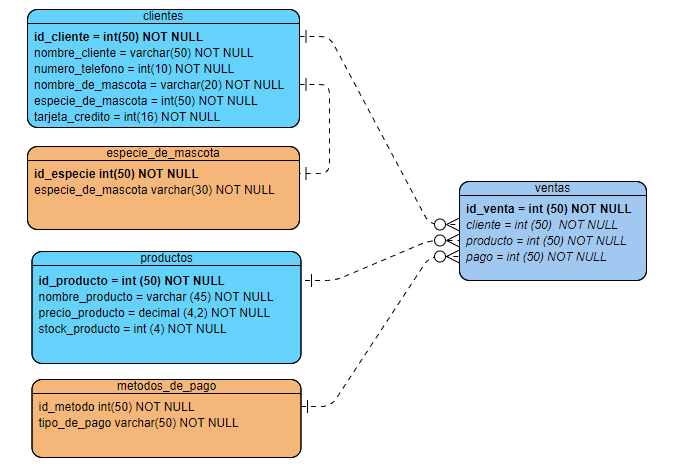 clientes
id_cliente = int(50) NOT NULL
nombre_cliente = varchar(50) NOT NULL
numero_telefono = int(10) NOT NULL
nombre_de_mascota = varchar(20) NOT NULL
especie_de_mascota = int(50) NOT NULL
tarjeta_credito = int(16) NOT NULL
especie_de_mascota
id_especie int(50) NOT NULL
especie_de_mascota varchar(30) NOT NULL
productos
id_producto = int (50) NOT NULL
nombre_producto = varchar (45) NOT NULL
precio_producto = decimal (4,2) NOT NULL
stock_producto = int (4) NOT NULL
metodos_de_pago
id_metodo int(50) NOT NULL
tipo_de_pago varchar(50) NOT NULL
ventas
id_venta = int (50) NOT NULL
cliente = int (50)  NOT NULL
producto = int (50) NOT NULL
pago = int (50) NOT NULL